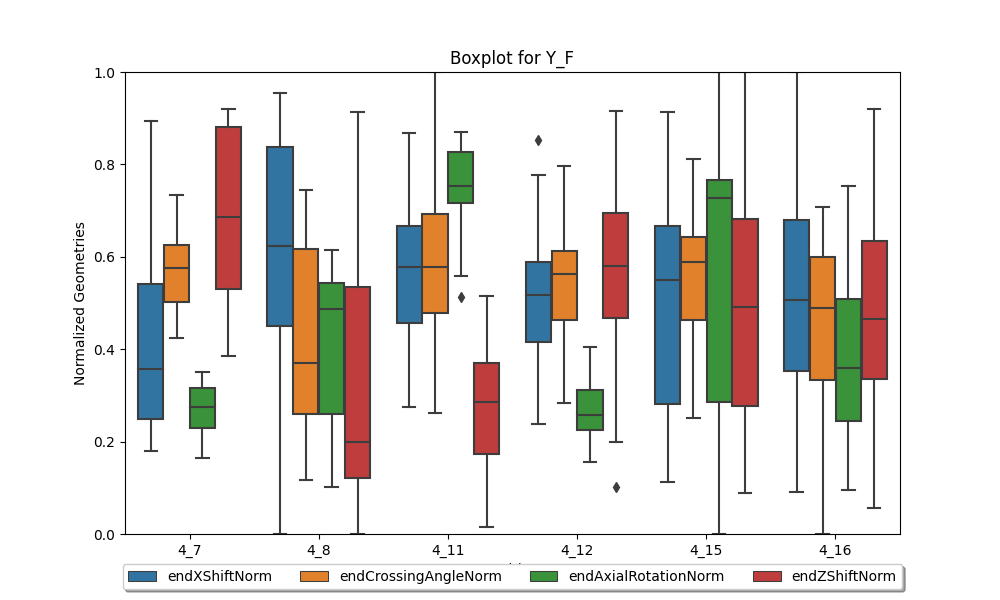 Boxplot for Y_F
Normalized Geometries
1.0
0.8
0.6
0.4
0.2
0.0
4_7 4_8 4_11 4_12 4_15 4_16
endXShiftNorm endCrossingAngleNorm endAxialRotationNorm endZShiftNorm